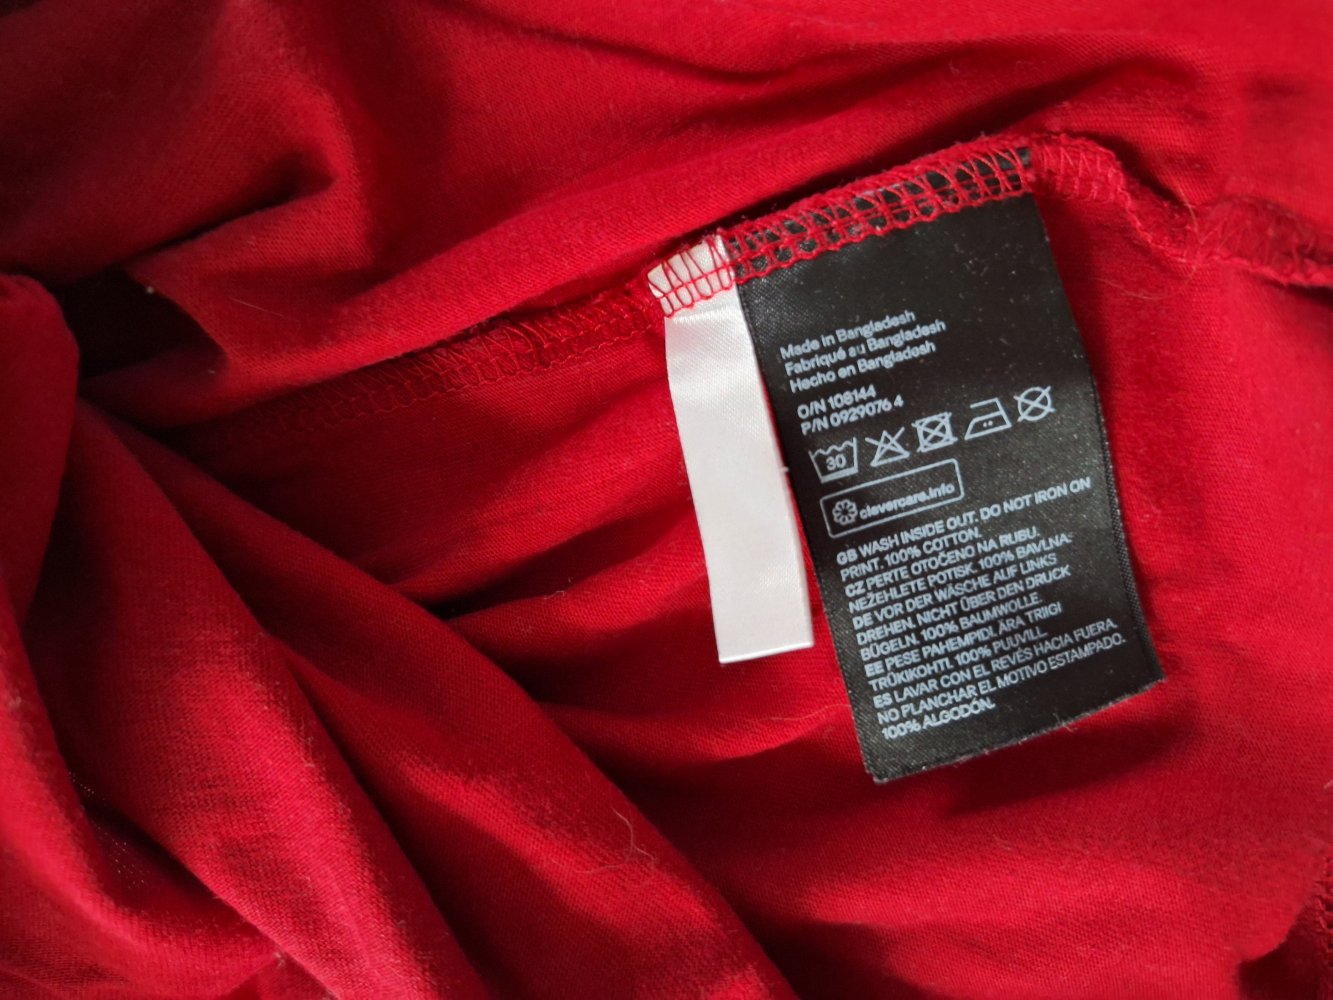 Made in Bangladesh
Fabriqué au Bangladesh
Hecho en Bangladesh
O/N 108144
P/N 0929076 4
30
clevercare.info
GB WASH INSIDE OUT. DO NOT IRON ON
PRINT. 100% COTTON.
CZ PERTE OTOČENO NA RUBU.
NEŽEHLETE POTISK. 100% BAVLNA.
DE VOR DER WÄSCHE AUF LINKS
DREHEN. NICHT ÜBER DEN DRUCK
BÜGELN. 100% BAUMWOLLE.
EE PESE PAHEMPIDI. ÄRA TRIIGI
TRÜKIKOHTI. 100% PUUVILL
ES LAVAR CON EL REVÉS HACIA FUERA.
NO PLANCHAR EL MOTIVO ESTAMPADO.
100% ALGODÓN.